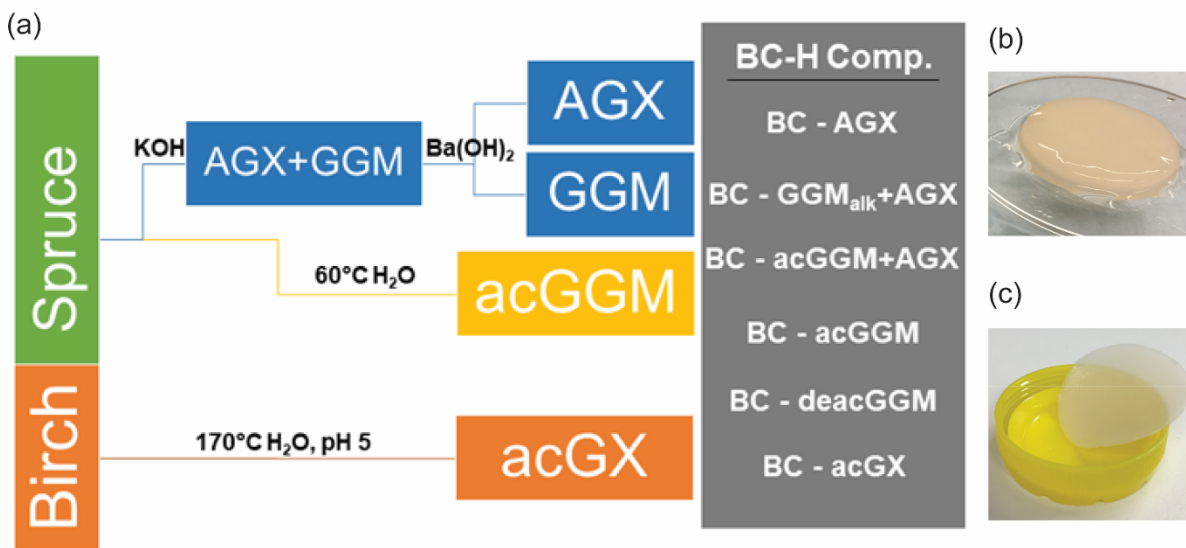 (a)
Spruce
Birch
KOH
AGX+GGM
Ba(OH)₂
AGX
GGM
60°C H₂O
acGGM
170°C H₂O, pH 5
acGX
BC-H Comp.
BC - AGX
BC - GGMₐₗₖ+AGX
BC - acGGM+AGX
BC - acGGM
BC - deacGGM
BC - acGX
(b)
(c)